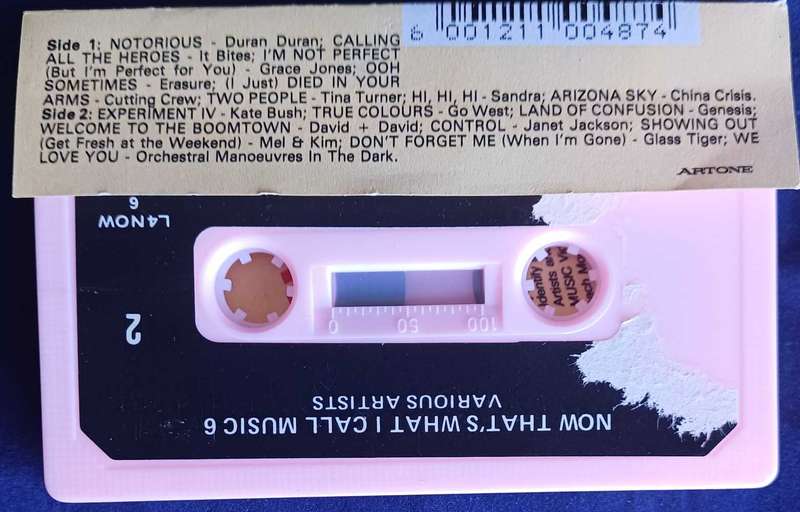 Side 1: NOTORIOUS - Duran Duran; CALLING
ALL THE HEROES - It Bites; I'M NOT PERFECT
(But I'm Perfect for You) - Grace Jones; OOH
SOMETIMES - Erasure; (I Just) DIED IN YOUR
ARMS - Cutting Crew; TWO PEOPLE - Tina Turner; HI, HI, HI - Sandra; ARIZONA SKY - China Crisis.
Side 2: EXPERIMENT IV - Kate Bush; TRUE COLOURS - Go West; LAND OF CONFUSION - Genesis;
WELCOME TO THE BOOMTOWN - David + David; CONTROL - Janet Jackson; SHOWING OUT
(Get Fresh at the Weekend) - Mel & Kim; DON'T FORGET ME (When I'm Gone) - Glass Tiger; WE
LOVE YOU - Orchestral Manoeuvres In The Dark.
6 001211 004874
ARTONE
L4NOW
6
Identify
Artists
MUSIC
0 50 100
2
VARIOUS ARTISTS
NOW THAT'S WHAT I CALL MUSIC 6